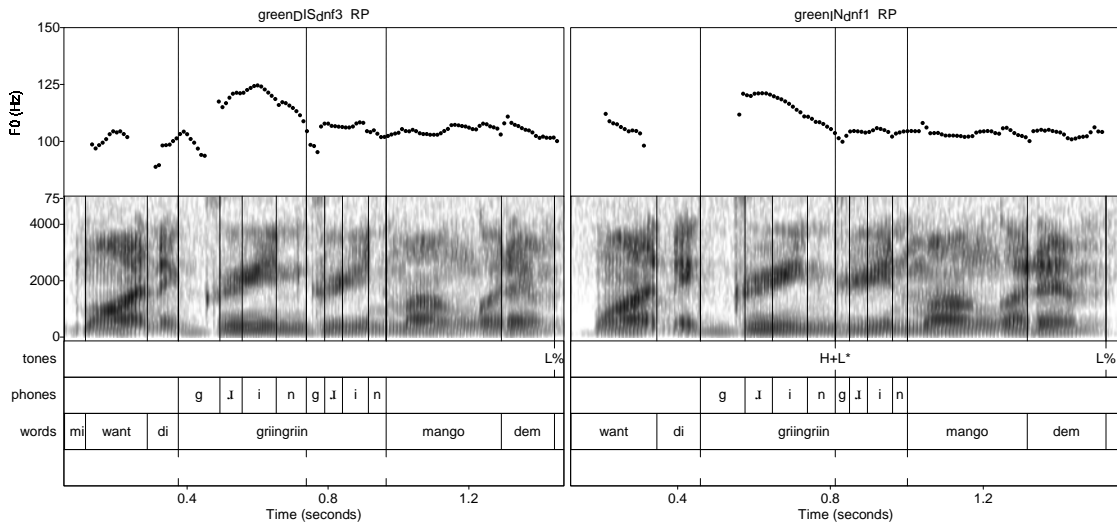 greenDISdnf3 RP greenINdnf1 RP
150
125
100
75
F0 (Hz)
4000
2000
0
tones L% H+L* L%
phones g ɹ i n g ɹ i n g ɹ i n g ɹ i n
words mi want di griingriin mango dem want di griingriin mango dem
0.4 0.8 1.2 0.4 0.8 1.2
Time (seconds) Time (seconds)